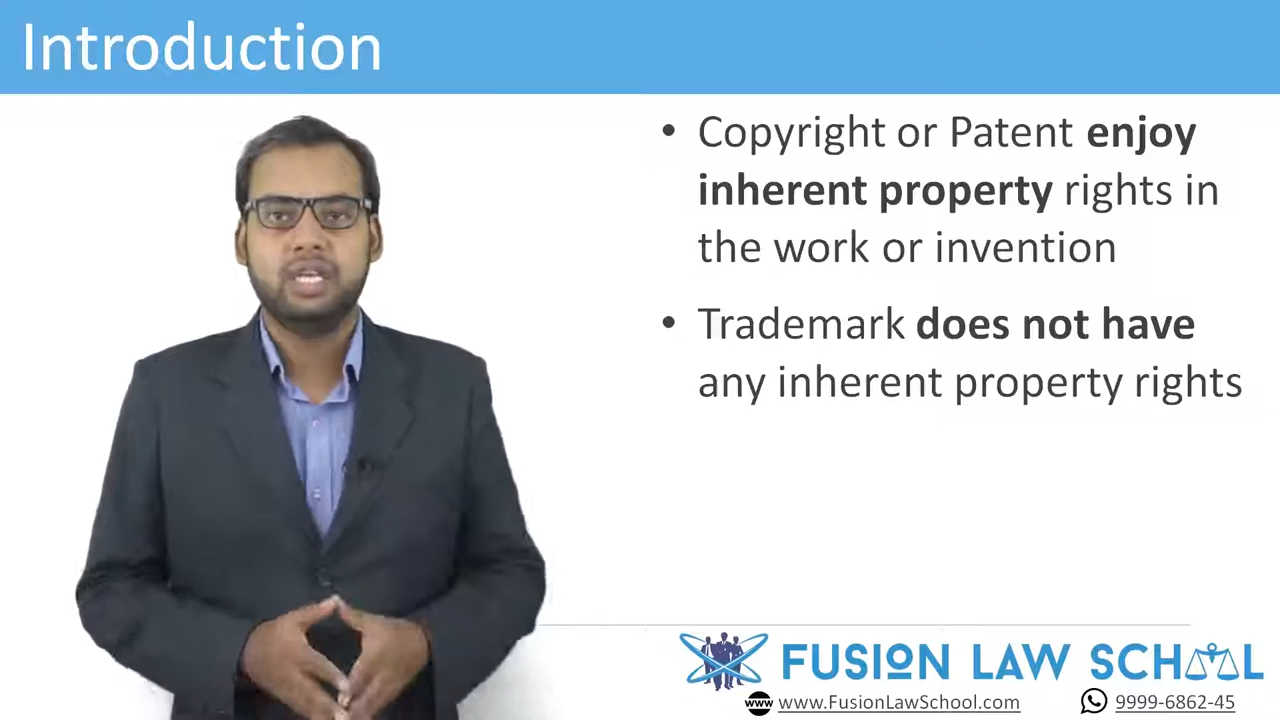 Introduction
• Copyright or Patent enjoy
inherent property rights in
the work or invention
• Trademark does not have
any inherent property rights
FUSION LAW SCHOOL
www www.FusionLawSchool.com 9999-6862-45